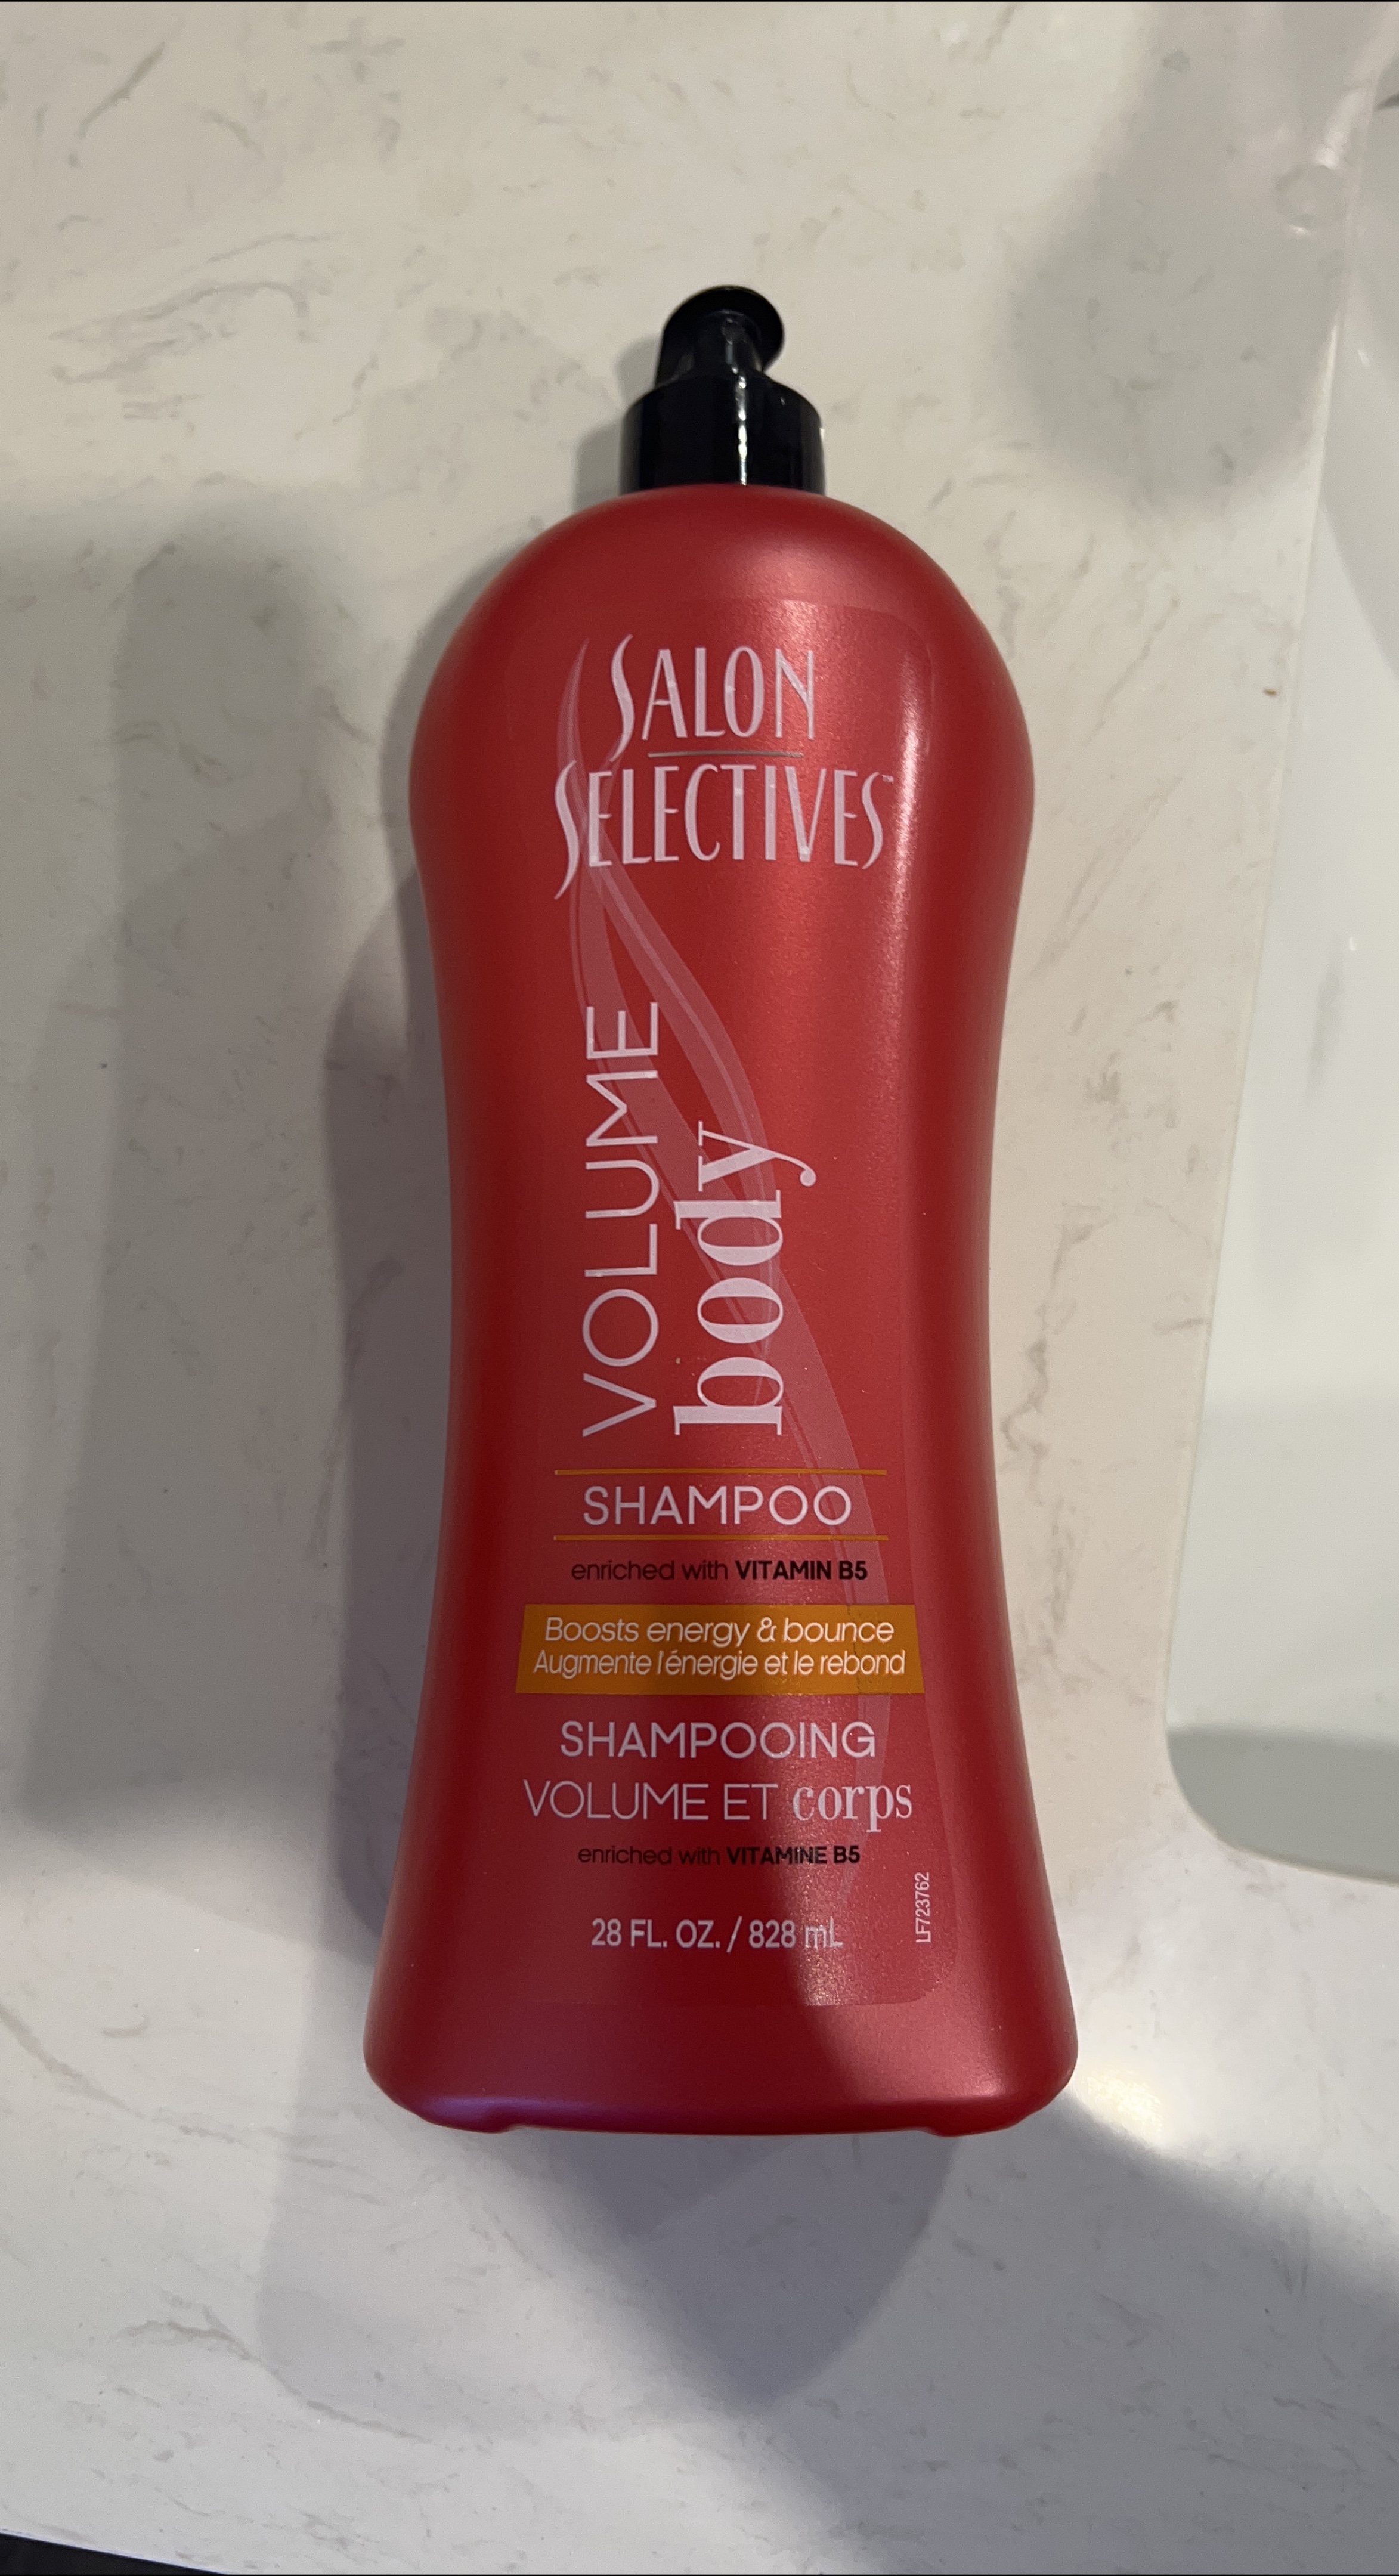 SALON
SELECTIVES™
VOLUME
body
SHAMPOO
enriched with VITAMIN B5
Boosts energy & bounce
Augmente l'énergie et le rebond
SHAMPOOING
VOLUME ET corps
enriched with VITAMINE B5
28 FL. OZ. / 828 mL
LF723762